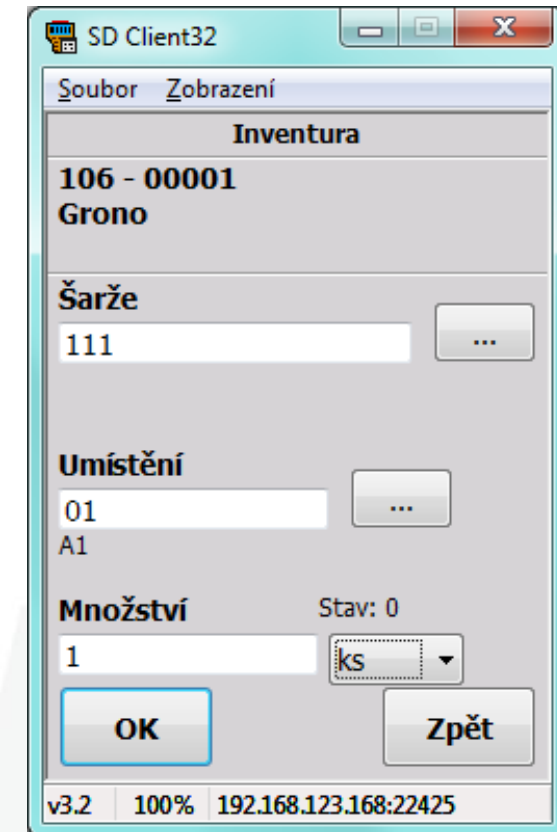 SD Client32
Soubor Zobrazení
Inventura
106 - 00001
Grono
Šarže
111
...
Umístění
01
...
A1
Množství Stav: 0
1 ks
OK Zpět
v3.2 100% 192.168.123.168:22425